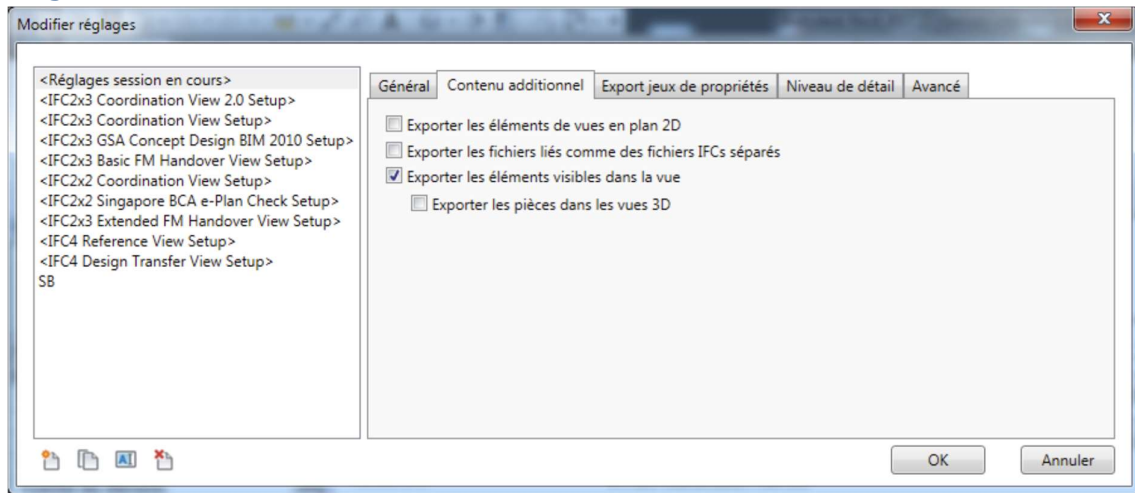 Modifier réglages
<Réglages session en cours>
<IFC2x3 Coordination View 2.0 Setup>
<IFC2x3 Coordination View Setup>
<IFC2x3 GSA Concept Design BIM 2010 Setup>
<IFC2x3 Basic FM Handover View Setup>
<IFC2x2 Coordination View Setup>
<IFC2x2 Singapore BCA e-Plan Check Setup>
<IFC2x3 Extended FM Handover View Setup>
<IFC4 Reference View Setup>
<IFC4 Design Transfer View Setup>
SB
Général Contenu additionnel Export jeux de propriétés Niveau de détail Avancé
Exporter les éléments de vues en plan 2D
Exporter les fichiers liés comme des fichiers IFCs séparés
Exporter les éléments visibles dans la vue
Exporter les pièces dans les vues 3D
OK Annuler